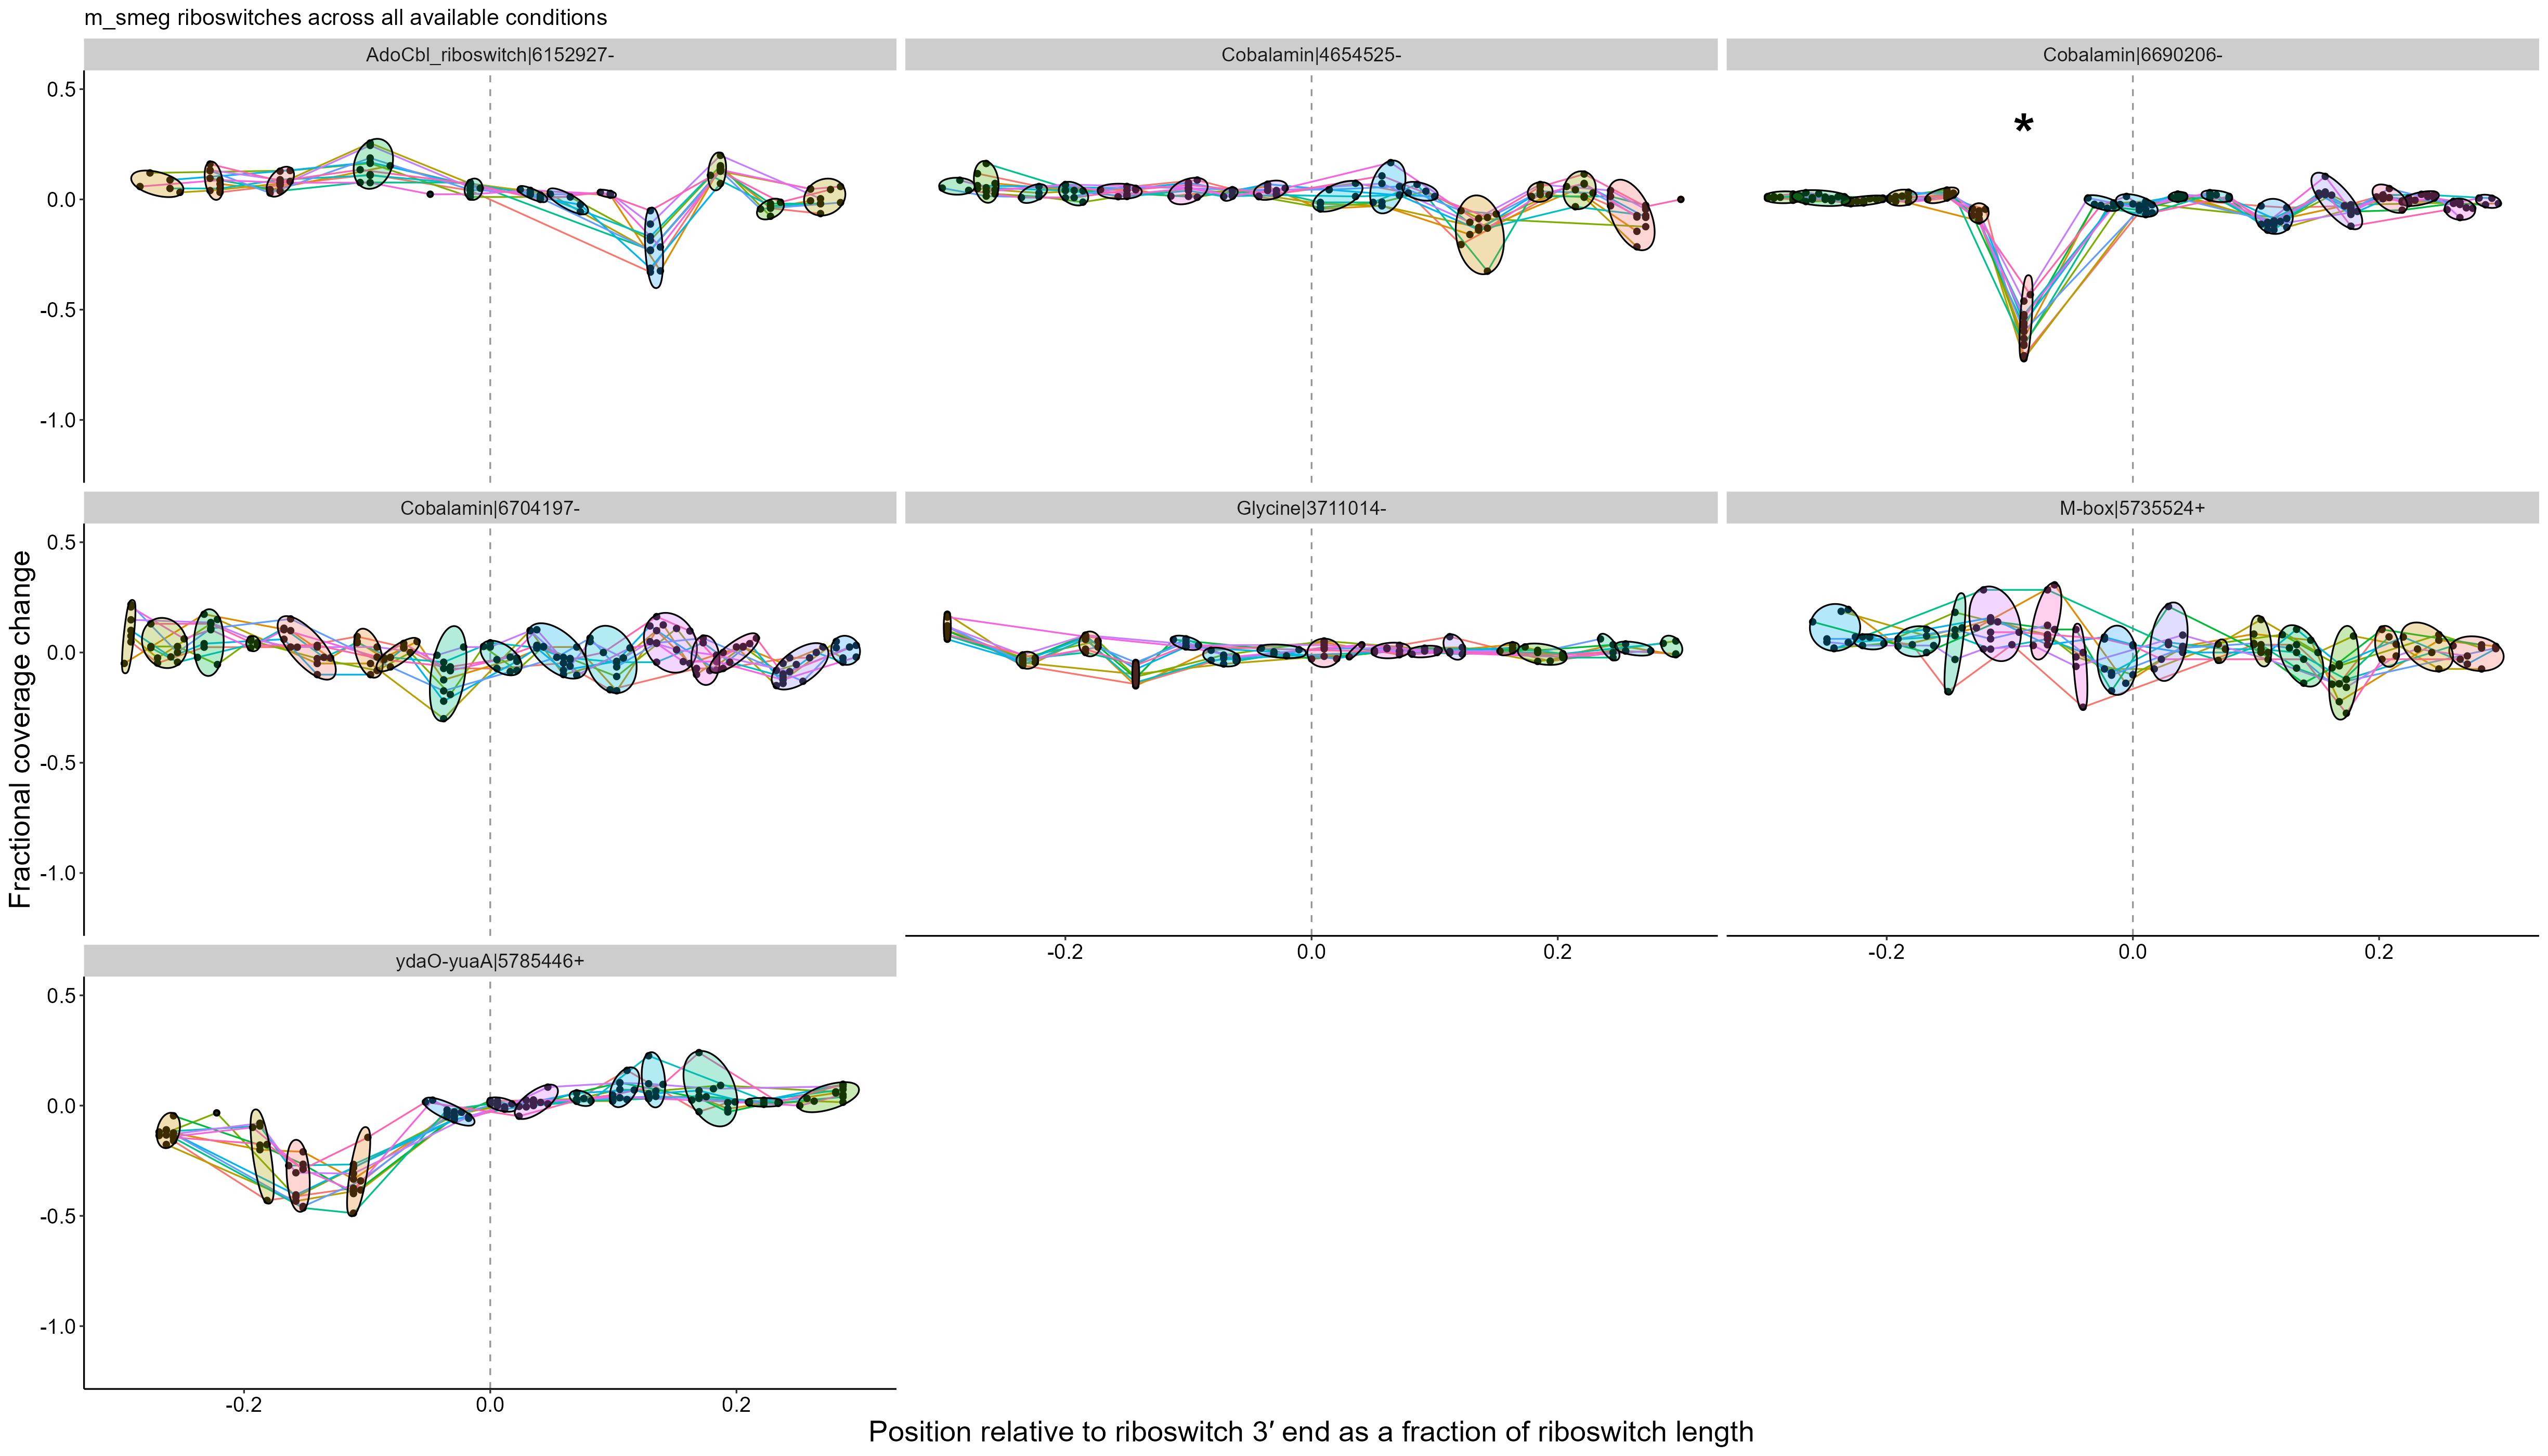 m_smeg riboswitches across all available conditions
AdoCbl_riboswitch|6152927-
Cobalamin|4654525-
Cobalamin|6690206-
0.5
0.0
-0.5
-1.0
*
Cobalamin|6704197-
Glycine|3711014-
M-box|5735524+
0.5
0.0
-0.5
-1.0
-0.2 0.0 0.2
-0.2 0.0 0.2
ydaO-yuaA|5785446+
0.5
0.0
-0.5
-1.0
-0.2 0.0 0.2
Fractional coverage change
Position relative to riboswitch 3′ end as a fraction of riboswitch length